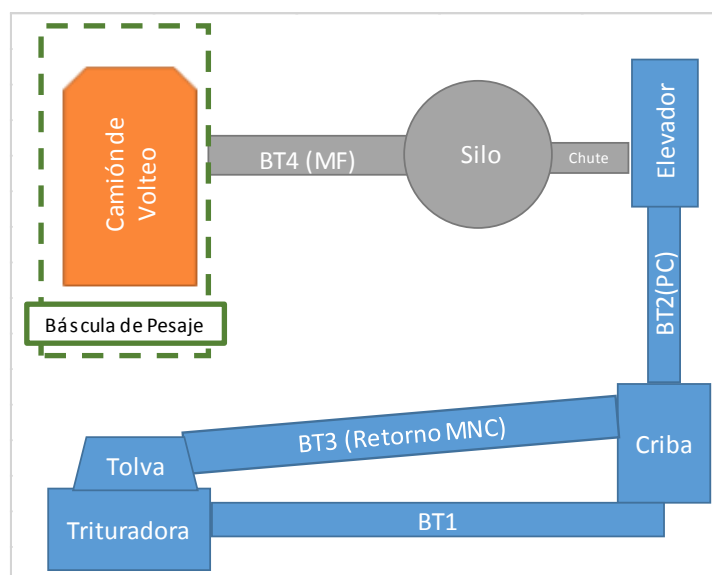 Camión de
Volteo
BT4 (MF)
Silo
Chute
Elevador
BT2(PC)
Báscula de Pesaje
BT3 (Retorno MNC)
Criba
Tolva
Trituradora
BT1